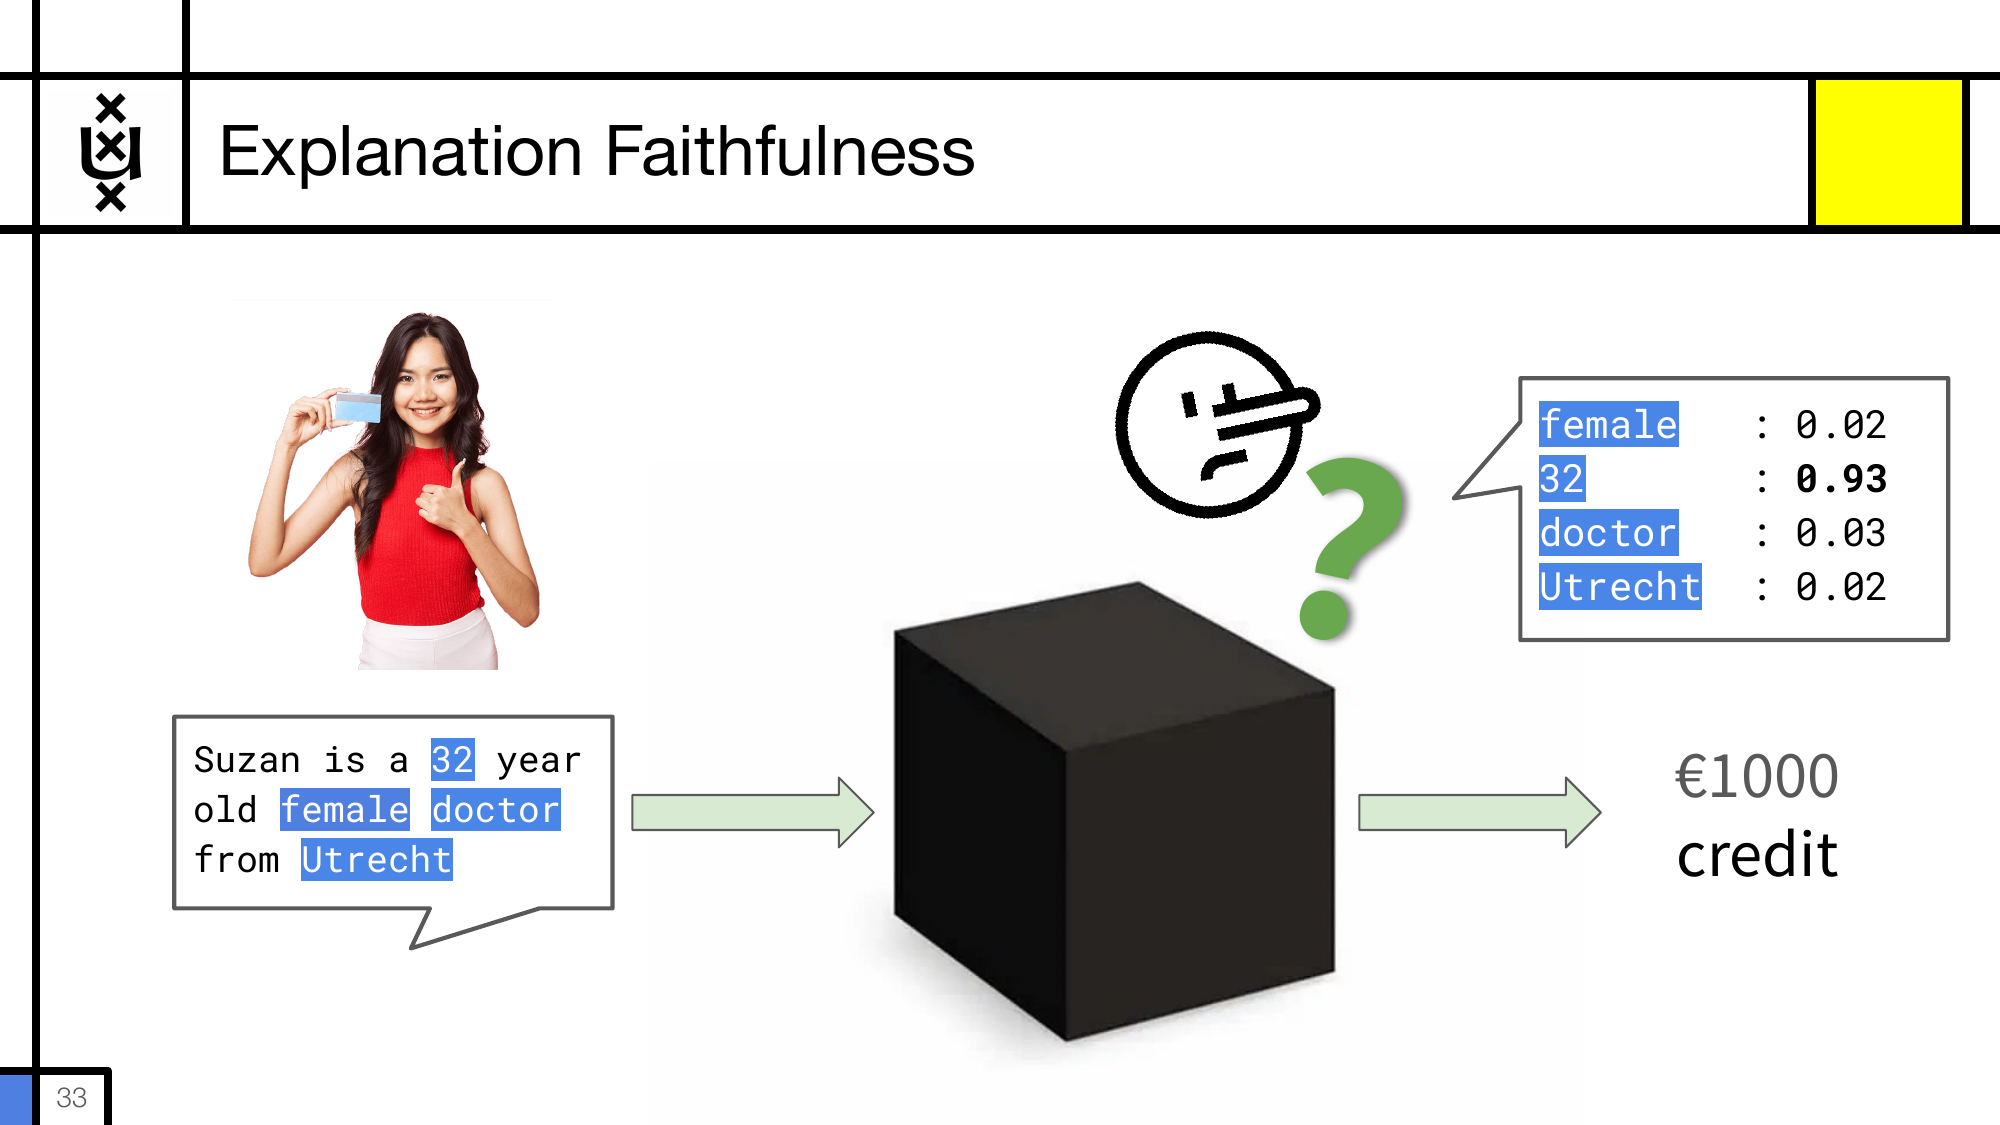 Explanation Faithfulness
female : 0.02
32 : 0.93
doctor : 0.03
Utrecht : 0.02
?
Suzan is a 32 year
old female doctor
from Utrecht
€1000
credit
33